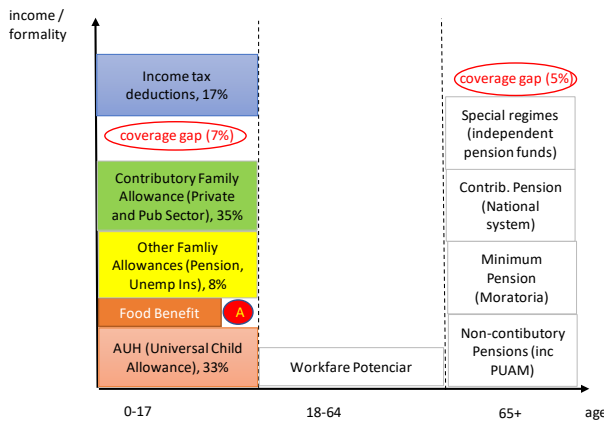 income /
formality
Income tax
deductions, 17%
coverage gap (7%)
Contributory Family
Allowance (Private
and Pub Sector), 35%
Other Famliy
Allowances (Pension,
Unemp Ins), 8%
Food Benefit
A
AUH (Universal Child
Allowance), 33%
Workfare Potenciar
coverage gap (5%)
Special regimes
(independent
pension funds)
Contrib. Pension
(National
system)
Minimum
Pension
(Moratoria)
Non-contibutory
Pensions (inc
PUAM)
0-17
18-64
65+
age